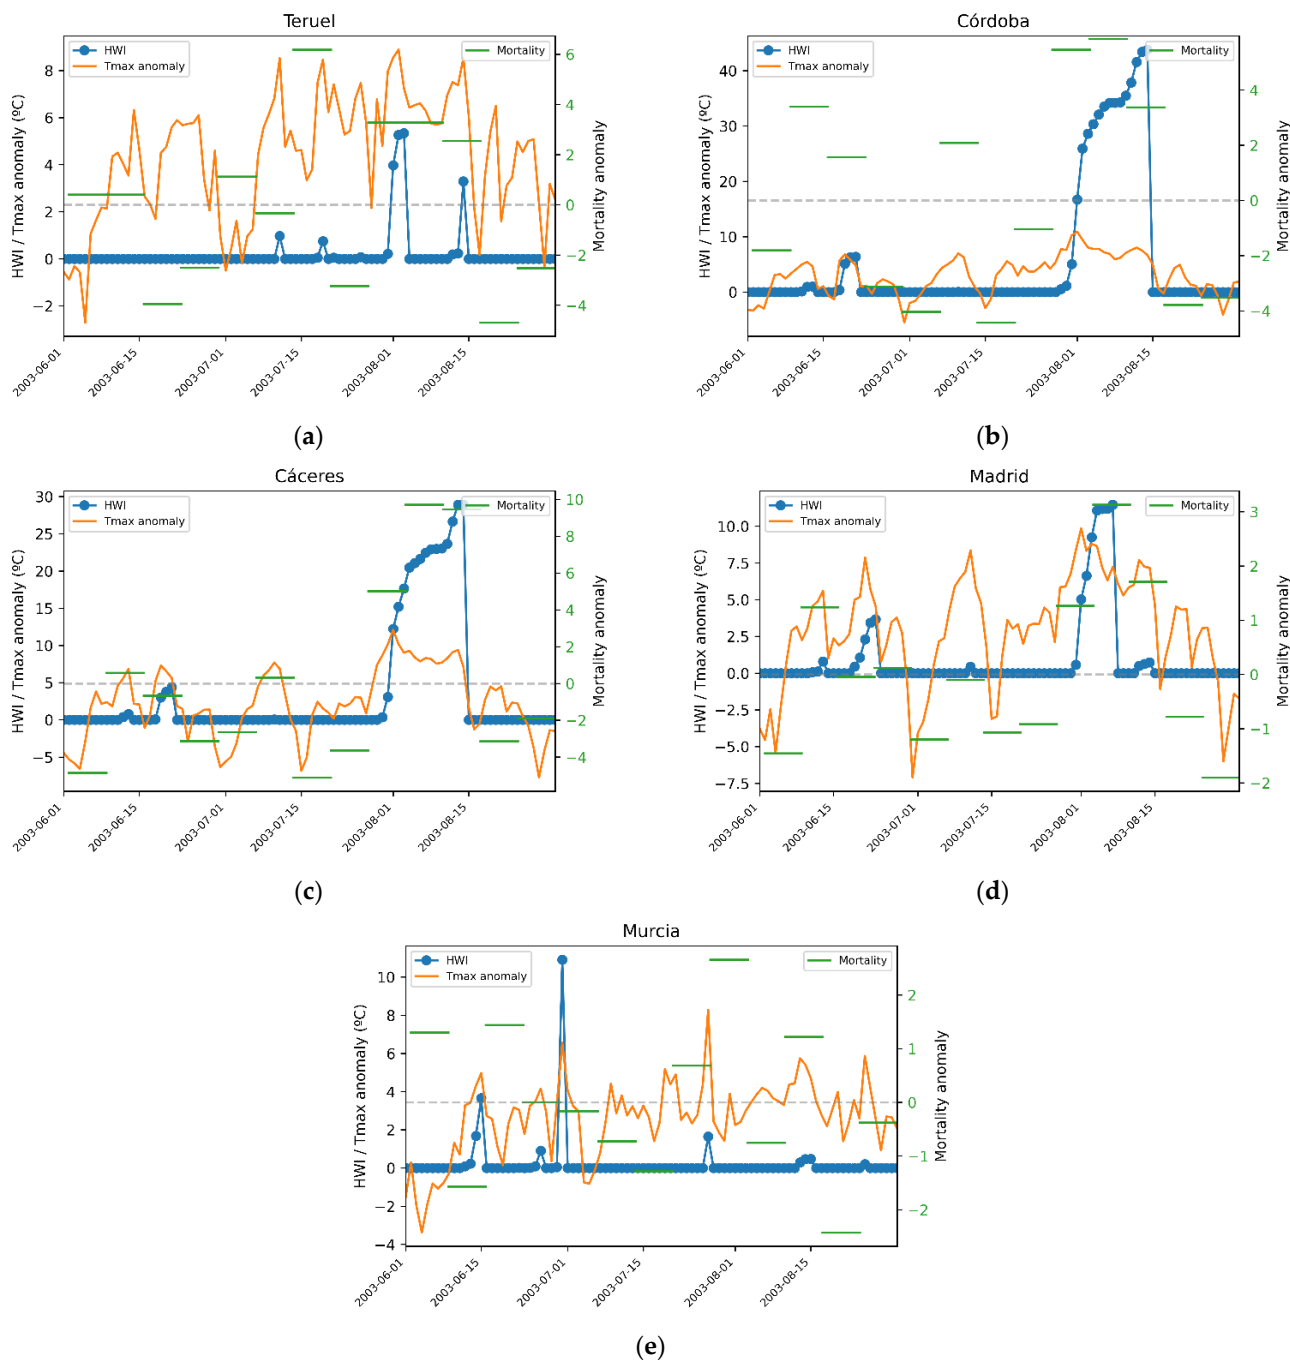 Teruel
HWI
Tmax anomaly
Mortality
HWI / Tmax anomaly (ºC)
8
6
4
2
0
−2
Mortality anomaly
6
4
2
0
−2
−4
2003-06-01
2003-06-15
2003-07-01
2003-07-15
2003-08-01
2003-08-15
(a)
Córdoba
HWI
Tmax anomaly
Mortality
HWI / Tmax anomaly (ºC)
40
30
20
10
0
Mortality anomaly
4
2
0
−2
−4
2003-06-01
2003-06-15
2003-07-01
2003-07-15
2003-08-01
2003-08-15
(b)
Cáceres
HWI
Tmax anomaly
Mortality
HWI / Tmax anomaly (ºC)
30
25
20
15
10
5
0
−5
Mortality anomaly
10
8
6
4
2
0
−2
−4
2003-06-01
2003-06-15
2003-07-01
2003-07-15
2003-08-01
2003-08-15
(c)
Madrid
HWI
Tmax anomaly
Mortality
HWI / Tmax anomaly (ºC)
10.0
7.5
5.0
2.5
0.0
−2.5
−5.0
−7.5
Mortality anomaly
3
2
1
0
−1
−2
2003-06-01
2003-06-15
2003-07-01
2003-07-15
2003-08-01
2003-08-15
(d)
Murcia
HWI
Tmax anomaly
Mortality
HWI / Tmax anomaly (ºC)
10
8
6
4
2
0
−2
−4
Mortality anomaly
2
1
0
−1
−2
2003-06-01
2003-06-15
2003-07-01
2003-07-15
2003-08-01
2003-08-15
(e)